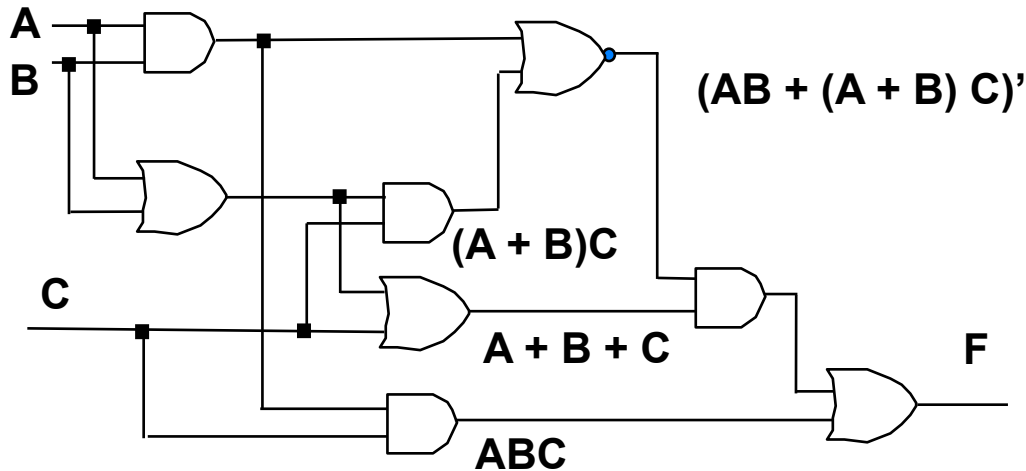 A
B
(AB + (A + B) C)’
(A + B)C
C
A + B + C
F
ABC